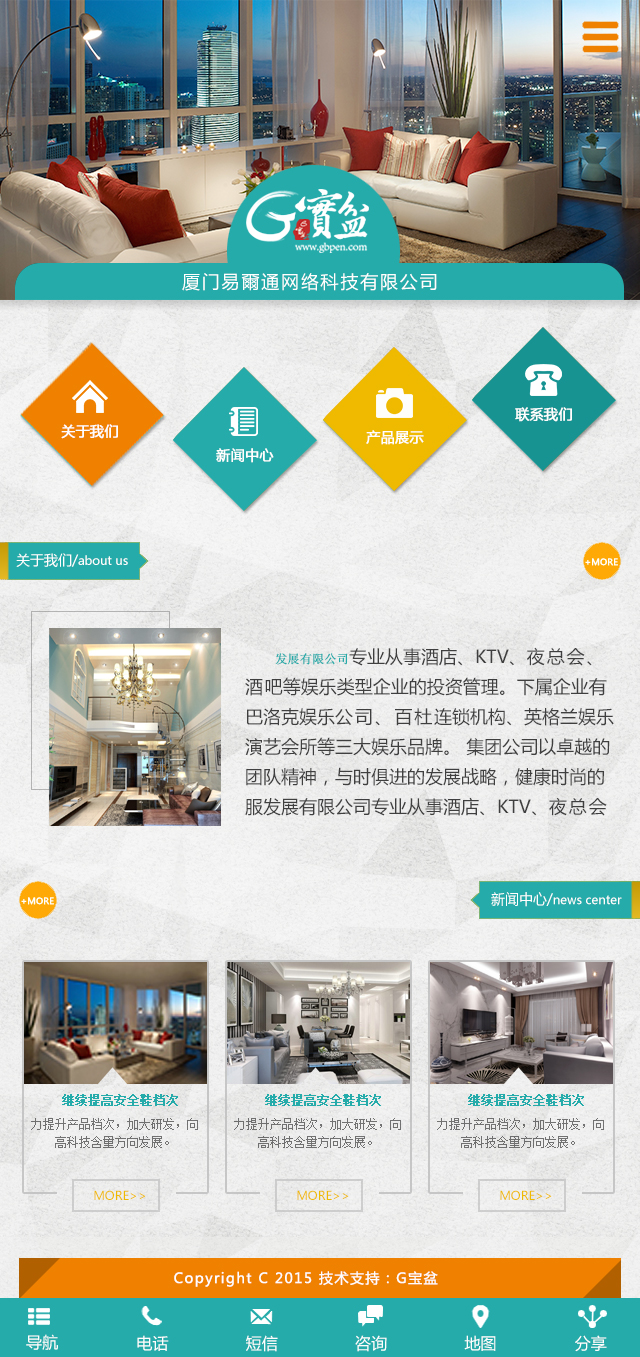 G寶盆
www.gbpen.com
厦门易爾通网络科技有限公司
关于我们
新闻中心
产品展示
联系我们
关于我们/about us
+MORE
发展有限公司专业从事酒店、KTV、夜总会、
酒吧等娱乐类型企业的投资管理。下属企业有
巴洛克娱乐公司、百杜连锁机构、英格兰娱乐
演艺会所等三大娱乐品牌。 集团公司以卓越的
团队精神，与时俱进的发展战略，健康时尚的
服发展有限公司专业从事酒店、KTV、夜总会
+MORE
新闻中心/news center
继续提高安全鞋档次
力提升产品档次，加大研发，向
高科技含量方向发展。
MORE>>
继续提高安全鞋档次
力提升产品档次，加大研发，向
高科技含量方向发展。
MORE>>
继续提高安全鞋档次
力提升产品档次，加大研发，向
高科技含量方向发展。
MORE>>
Copyright C 2015 技术支持：G宝盆
导航
电话
短信
咨询
地图
分享